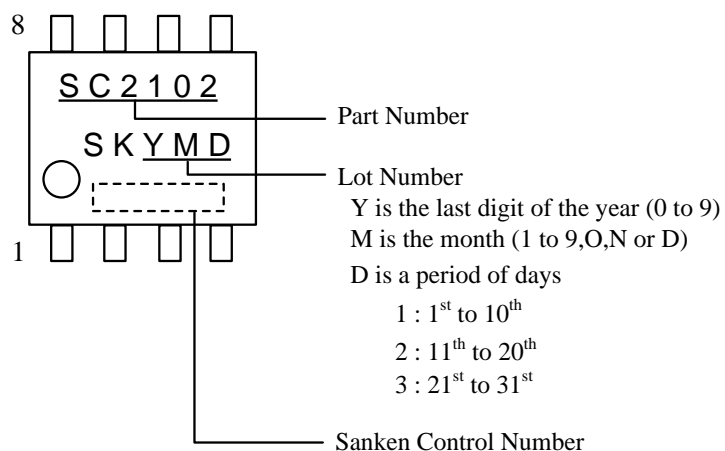 8
SC2102
SKYMD
1
Part Number
Lot Number
Y is the last digit of the year (0 to 9)
M is the month (1 to 9,O,N or D)
D is a period of days
1 : 1st to 10th
2 : 11th to 20th
3 : 21st to 31st
Sanken Control Number